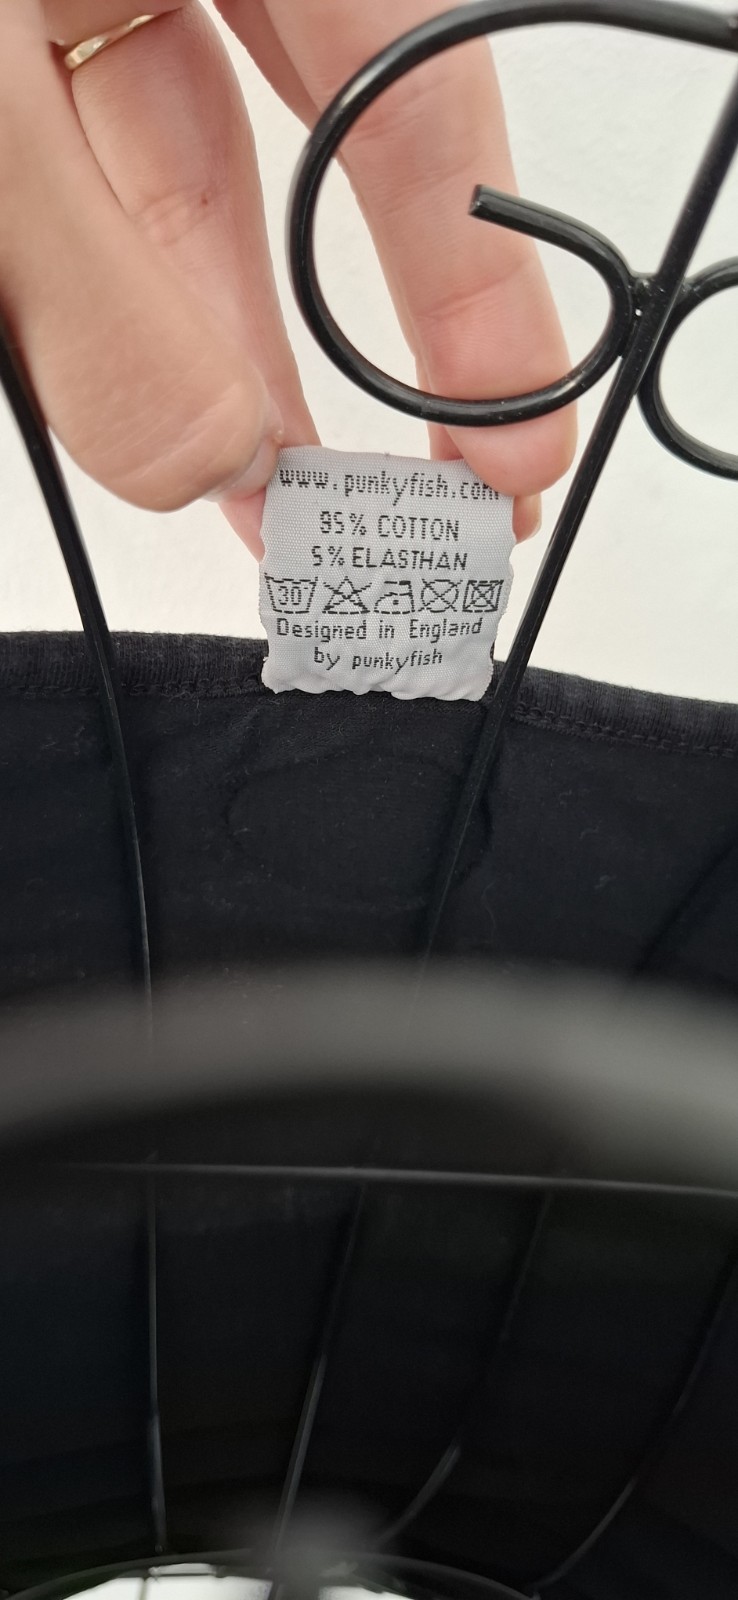 www.punkyfish.com
95% COTTON
5% ELASTHAN
30
Designed in England
by punkyfish